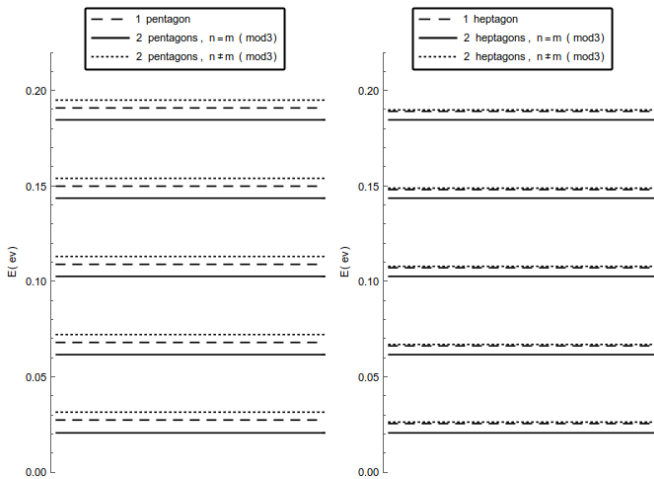 1 pentagon
2 pentagons, n=m (mod3)
2 pentagons, n≠m (mod3)
E(ev)
0.20
0.15
0.10
0.05
0.00
1 heptagon
2 heptagons, n=m (mod3)
2 heptagons, n≠m (mod3)
E(ev)
0.20
0.15
0.10
0.05
0.00